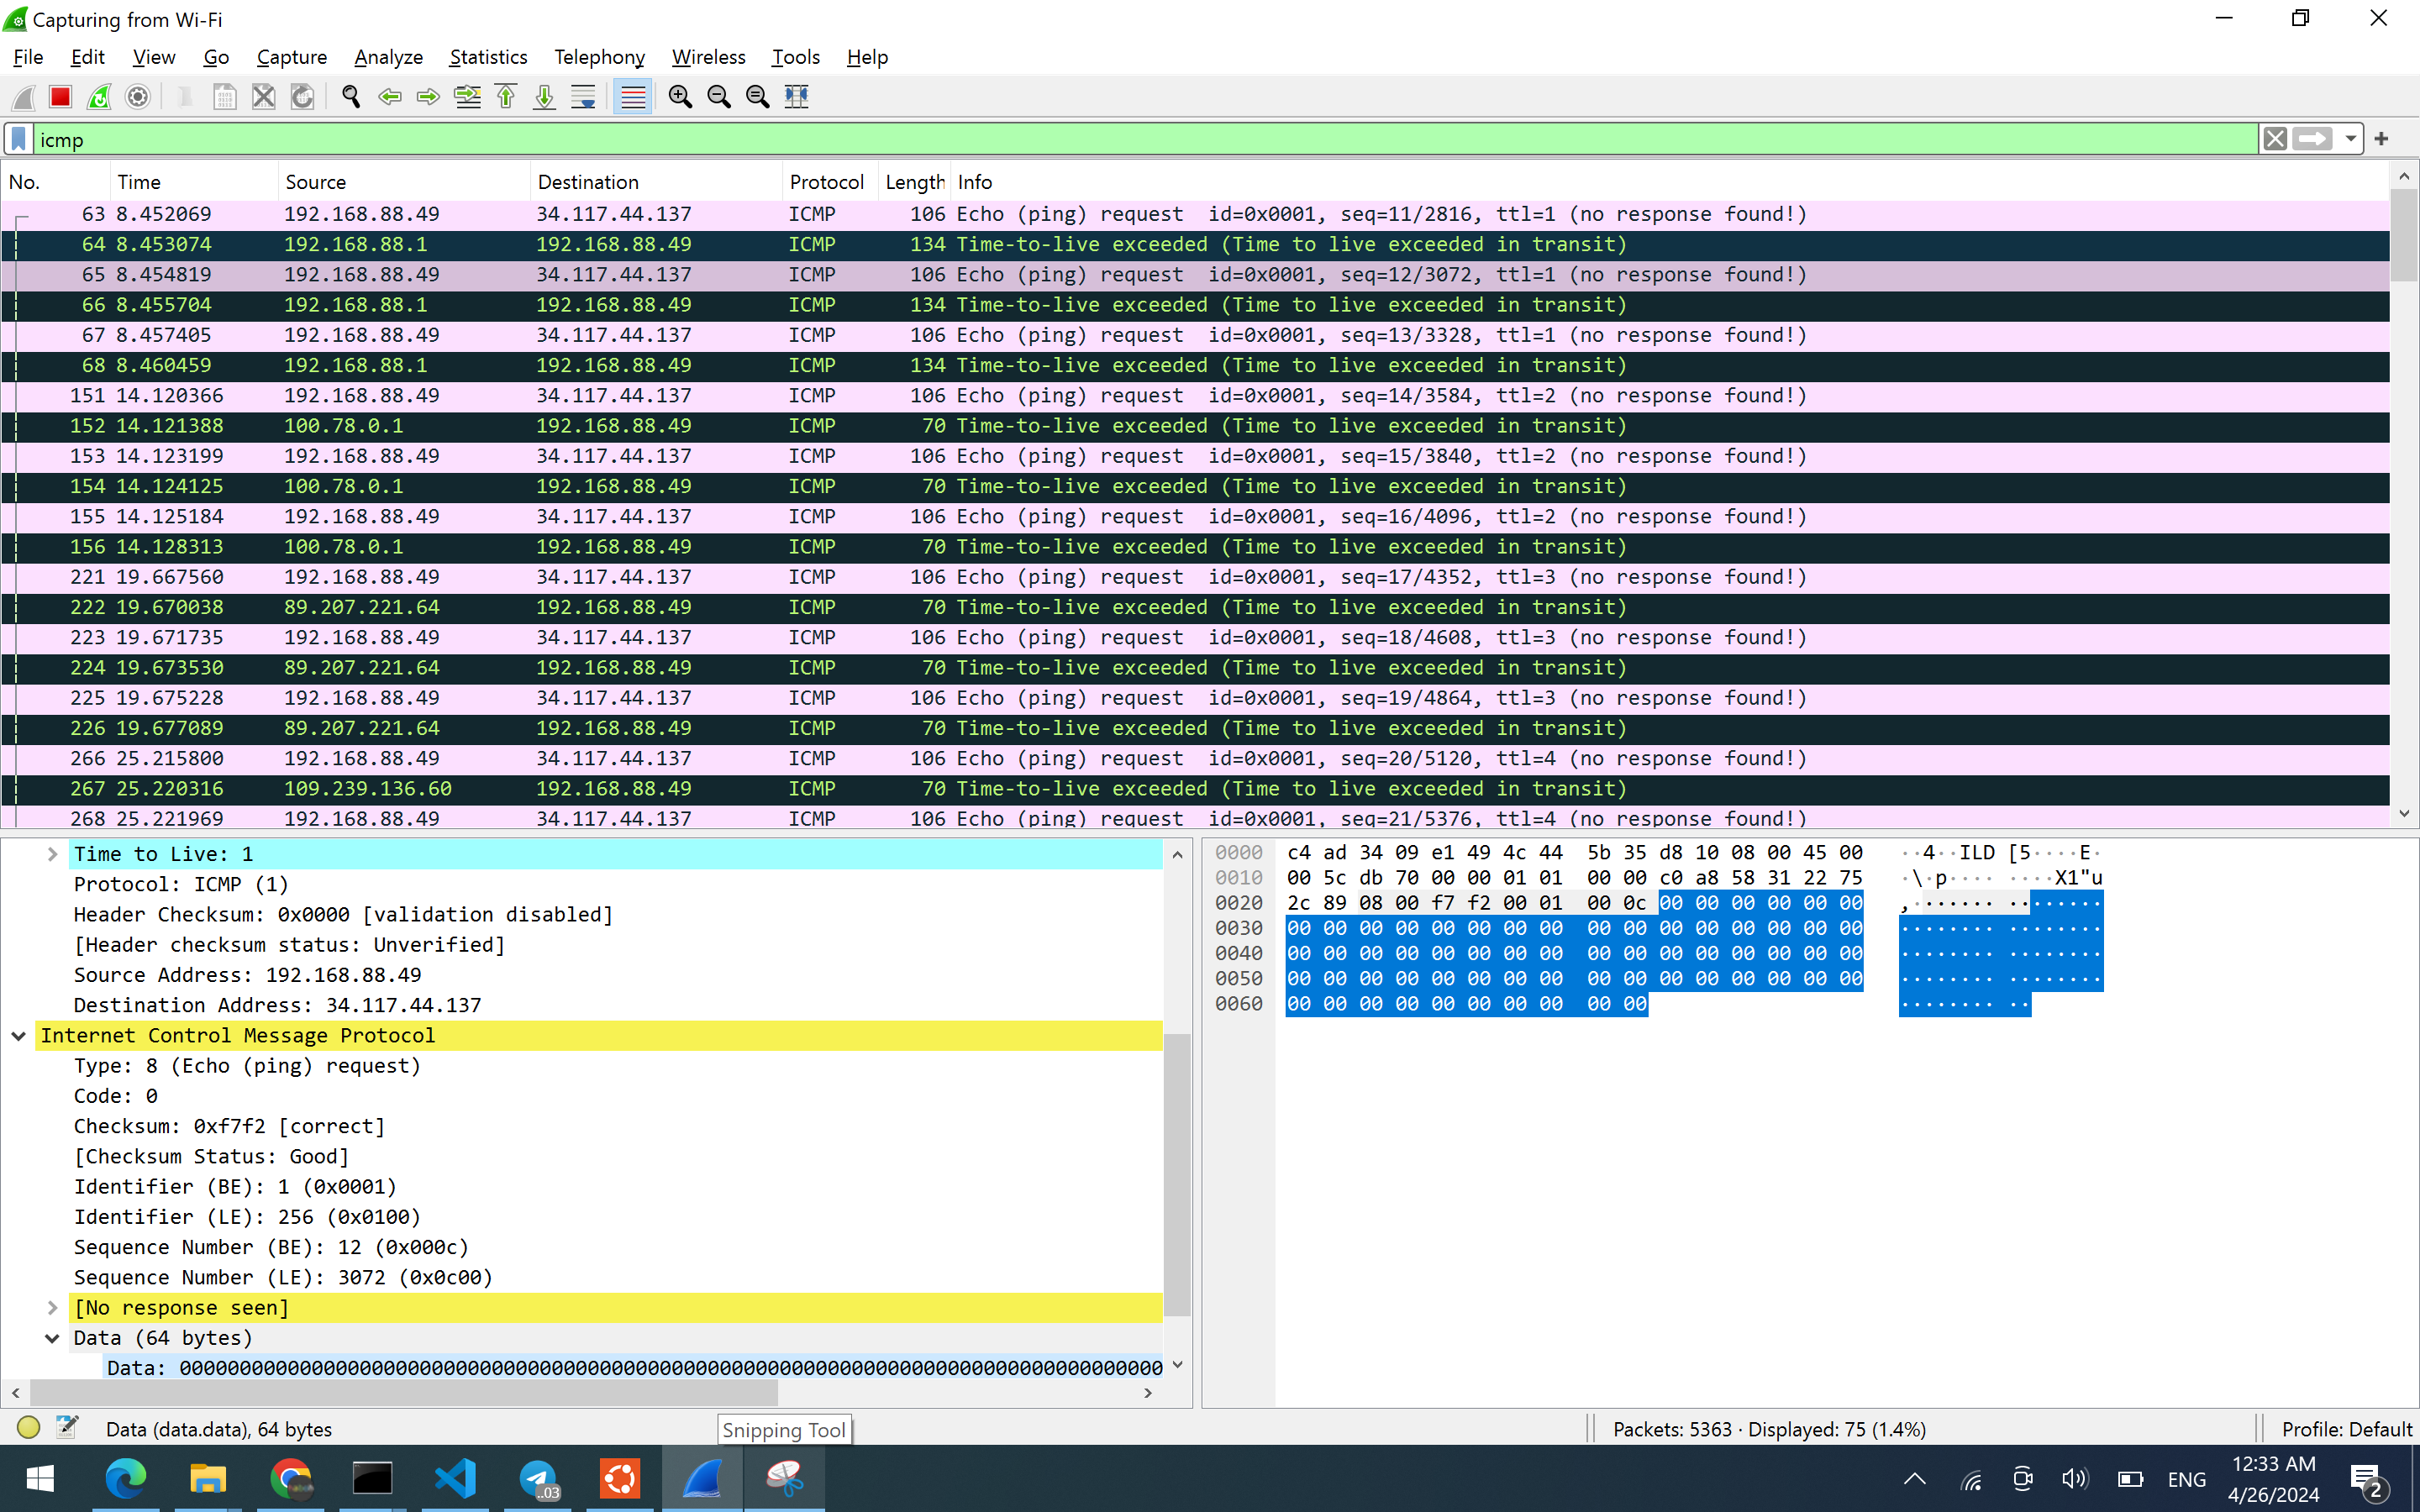 Capturing from Wi-Fi
File Edit View Go Capture Analyze Statistics Telephony Wireless Tools Help
icmp
No. Time Source Destination Protocol Length Info
63 8.452069 192.168.88.49 34.117.44.137 ICMP 106 Echo (ping) request id=0x0001, seq=11/2816, ttl=1 (no response found!)
64 8.453074 192.168.88.1 192.168.88.49 ICMP 134 Time-to-live exceeded (Time to live exceeded in transit)
65 8.454819 192.168.88.49 34.117.44.137 ICMP 106 Echo (ping) request id=0x0001, seq=12/3072, ttl=1 (no response found!)
66 8.455704 192.168.88.1 192.168.88.49 ICMP 134 Time-to-live exceeded (Time to live exceeded in transit)
67 8.457405 192.168.88.49 34.117.44.137 ICMP 106 Echo (ping) request id=0x0001, seq=13/3328, ttl=1 (no response found!)
68 8.460459 192.168.88.1 192.168.88.49 ICMP 134 Time-to-live exceeded (Time to live exceeded in transit)
151 14.120366 192.168.88.49 34.117.44.137 ICMP 106 Echo (ping) request id=0x0001, seq=14/3584, ttl=2 (no response found!)
152 14.121388 100.78.0.1 192.168.88.49 ICMP 70 Time-to-live exceeded (Time to live exceeded in transit)
153 14.123199 192.168.88.49 34.117.44.137 ICMP 106 Echo (ping) request id=0x0001, seq=15/3840, ttl=2 (no response found!)
154 14.124125 100.78.0.1 192.168.88.49 ICMP 70 Time-to-live exceeded (Time to live exceeded in transit)
155 14.125184 192.168.88.49 34.117.44.137 ICMP 106 Echo (ping) request id=0x0001, seq=16/4096, ttl=2 (no response found!)
156 14.128313 100.78.0.1 192.168.88.49 ICMP 70 Time-to-live exceeded (Time to live exceeded in transit)
221 19.667560 192.168.88.49 34.117.44.137 ICMP 106 Echo (ping) request id=0x0001, seq=17/4352, ttl=3 (no response found!)
222 19.670038 89.207.221.64 192.168.88.49 ICMP 70 Time-to-live exceeded (Time to live exceeded in transit)
223 19.671735 192.168.88.49 34.117.44.137 ICMP 106 Echo (ping) request id=0x0001, seq=18/4608, ttl=3 (no response found!)
224 19.673530 89.207.221.64 192.168.88.49 ICMP 70 Time-to-live exceeded (Time to live exceeded in transit)
225 19.675228 192.168.88.49 34.117.44.137 ICMP 106 Echo (ping) request id=0x0001, seq=19/4864, ttl=3 (no response found!)
226 19.677089 89.207.221.64 192.168.88.49 ICMP 70 Time-to-live exceeded (Time to live exceeded in transit)
266 25.215800 192.168.88.49 34.117.44.137 ICMP 106 Echo (ping) request id=0x0001, seq=20/5120, ttl=4 (no response found!)
267 25.220316 109.239.136.60 192.168.88.49 ICMP 70 Time-to-live exceeded (Time to live exceeded in transit)
268 25.221969 192.168.88.49 34.117.44.137 ICMP 106 Echo (ping) request id=0x0001, seq=21/5376, ttl=4 (no response found!)
Time to Live: 1
Protocol: ICMP (1)
Header Checksum: 0x0000 [validation disabled]
[Header checksum status: Unverified]
Source Address: 192.168.88.49
Destination Address: 34.117.44.137
Internet Control Message Protocol
Type: 8 (Echo (ping) request)
Code: 0
Checksum: 0xf7f2 [correct]
[Checksum Status: Good]
Identifier (BE): 1 (0x0001)
Identifier (LE): 256 (0x0100)
Sequence Number (BE): 12 (0x000c)
Sequence Number (LE): 3072 (0x0c00)
[No response seen]
Data (64 bytes)
Data: 0000000000000000000000000000000000000000000000000000000000000000000000000000000000
0000 c4 ad 34 09 e1 49 4c 44 5b 35 d8 10 08 00 45 00 ··4··ILD [5····E·
0010 00 5c db 70 00 00 01 01 00 00 c0 a8 58 31 22 75 ·\·p···· ····X1"u
0020 2c 89 08 00 f7 f2 00 01 00 0c 00 00 00 00 00 00 ,······· ········
0030 00 00 00 00 00 00 00 00 00 00 00 00 00 00 00 00 ········ ········
0040 00 00 00 00 00 00 00 00 00 00 00 00 00 00 00 00 ········ ········
0050 00 00 00 00 00 00 00 00 00 00 00 00 00 00 00 00 ········ ········
0060 00 00 00 00 00 00 00 00 00 00 ········ ··
Data (data.data), 64 bytes
Snipping Tool
Packets: 5363 · Displayed: 75 (1.4%)
Profile: Default
..03
ENG
12:33 AM
4/26/2024
2